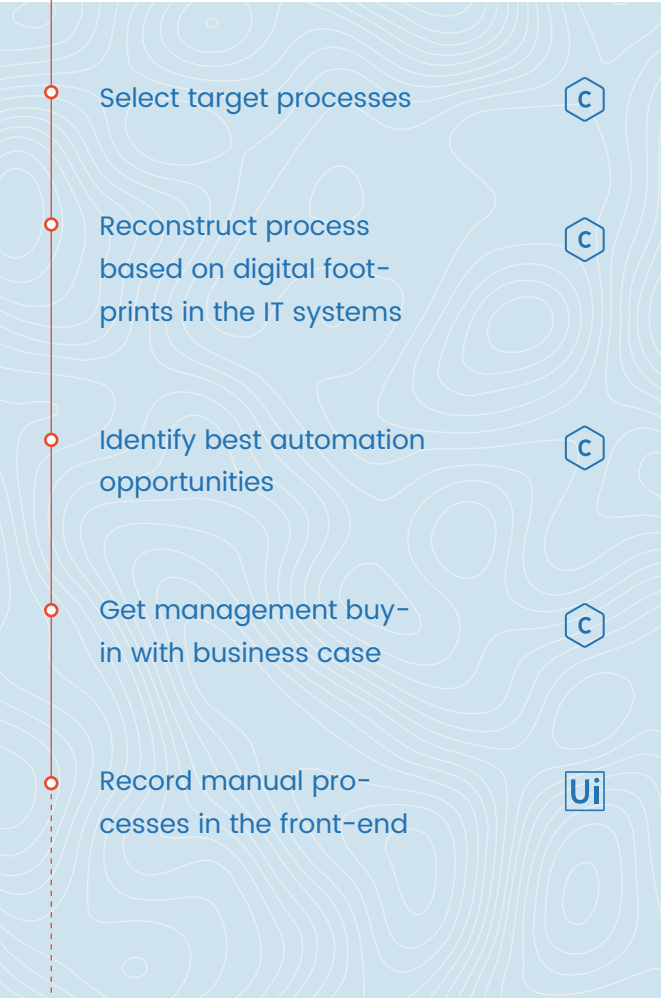 Select target processes
C
Reconstruct process
based on digital foot-
prints in the IT systems
C
Identify best automation
opportunities
C
Get management buy-
in with business case
C
Record manual pro-
cesses in the front-end
Ui